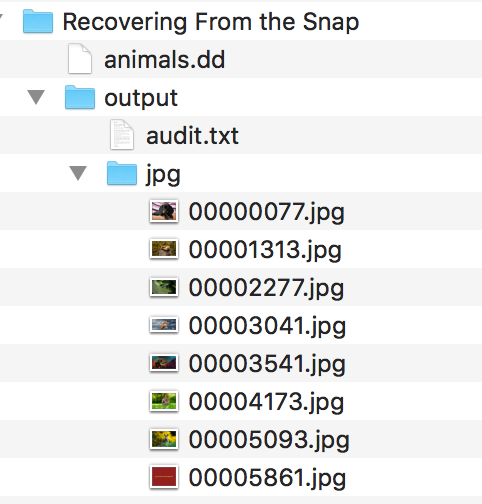 Recovering From the Snap
animals.dd
output
audit.txt
jpg
00000077.jpg
00001313.jpg
00002277.jpg
00003041.jpg
00003541.jpg
00004173.jpg
00005093.jpg
00005861.jpg